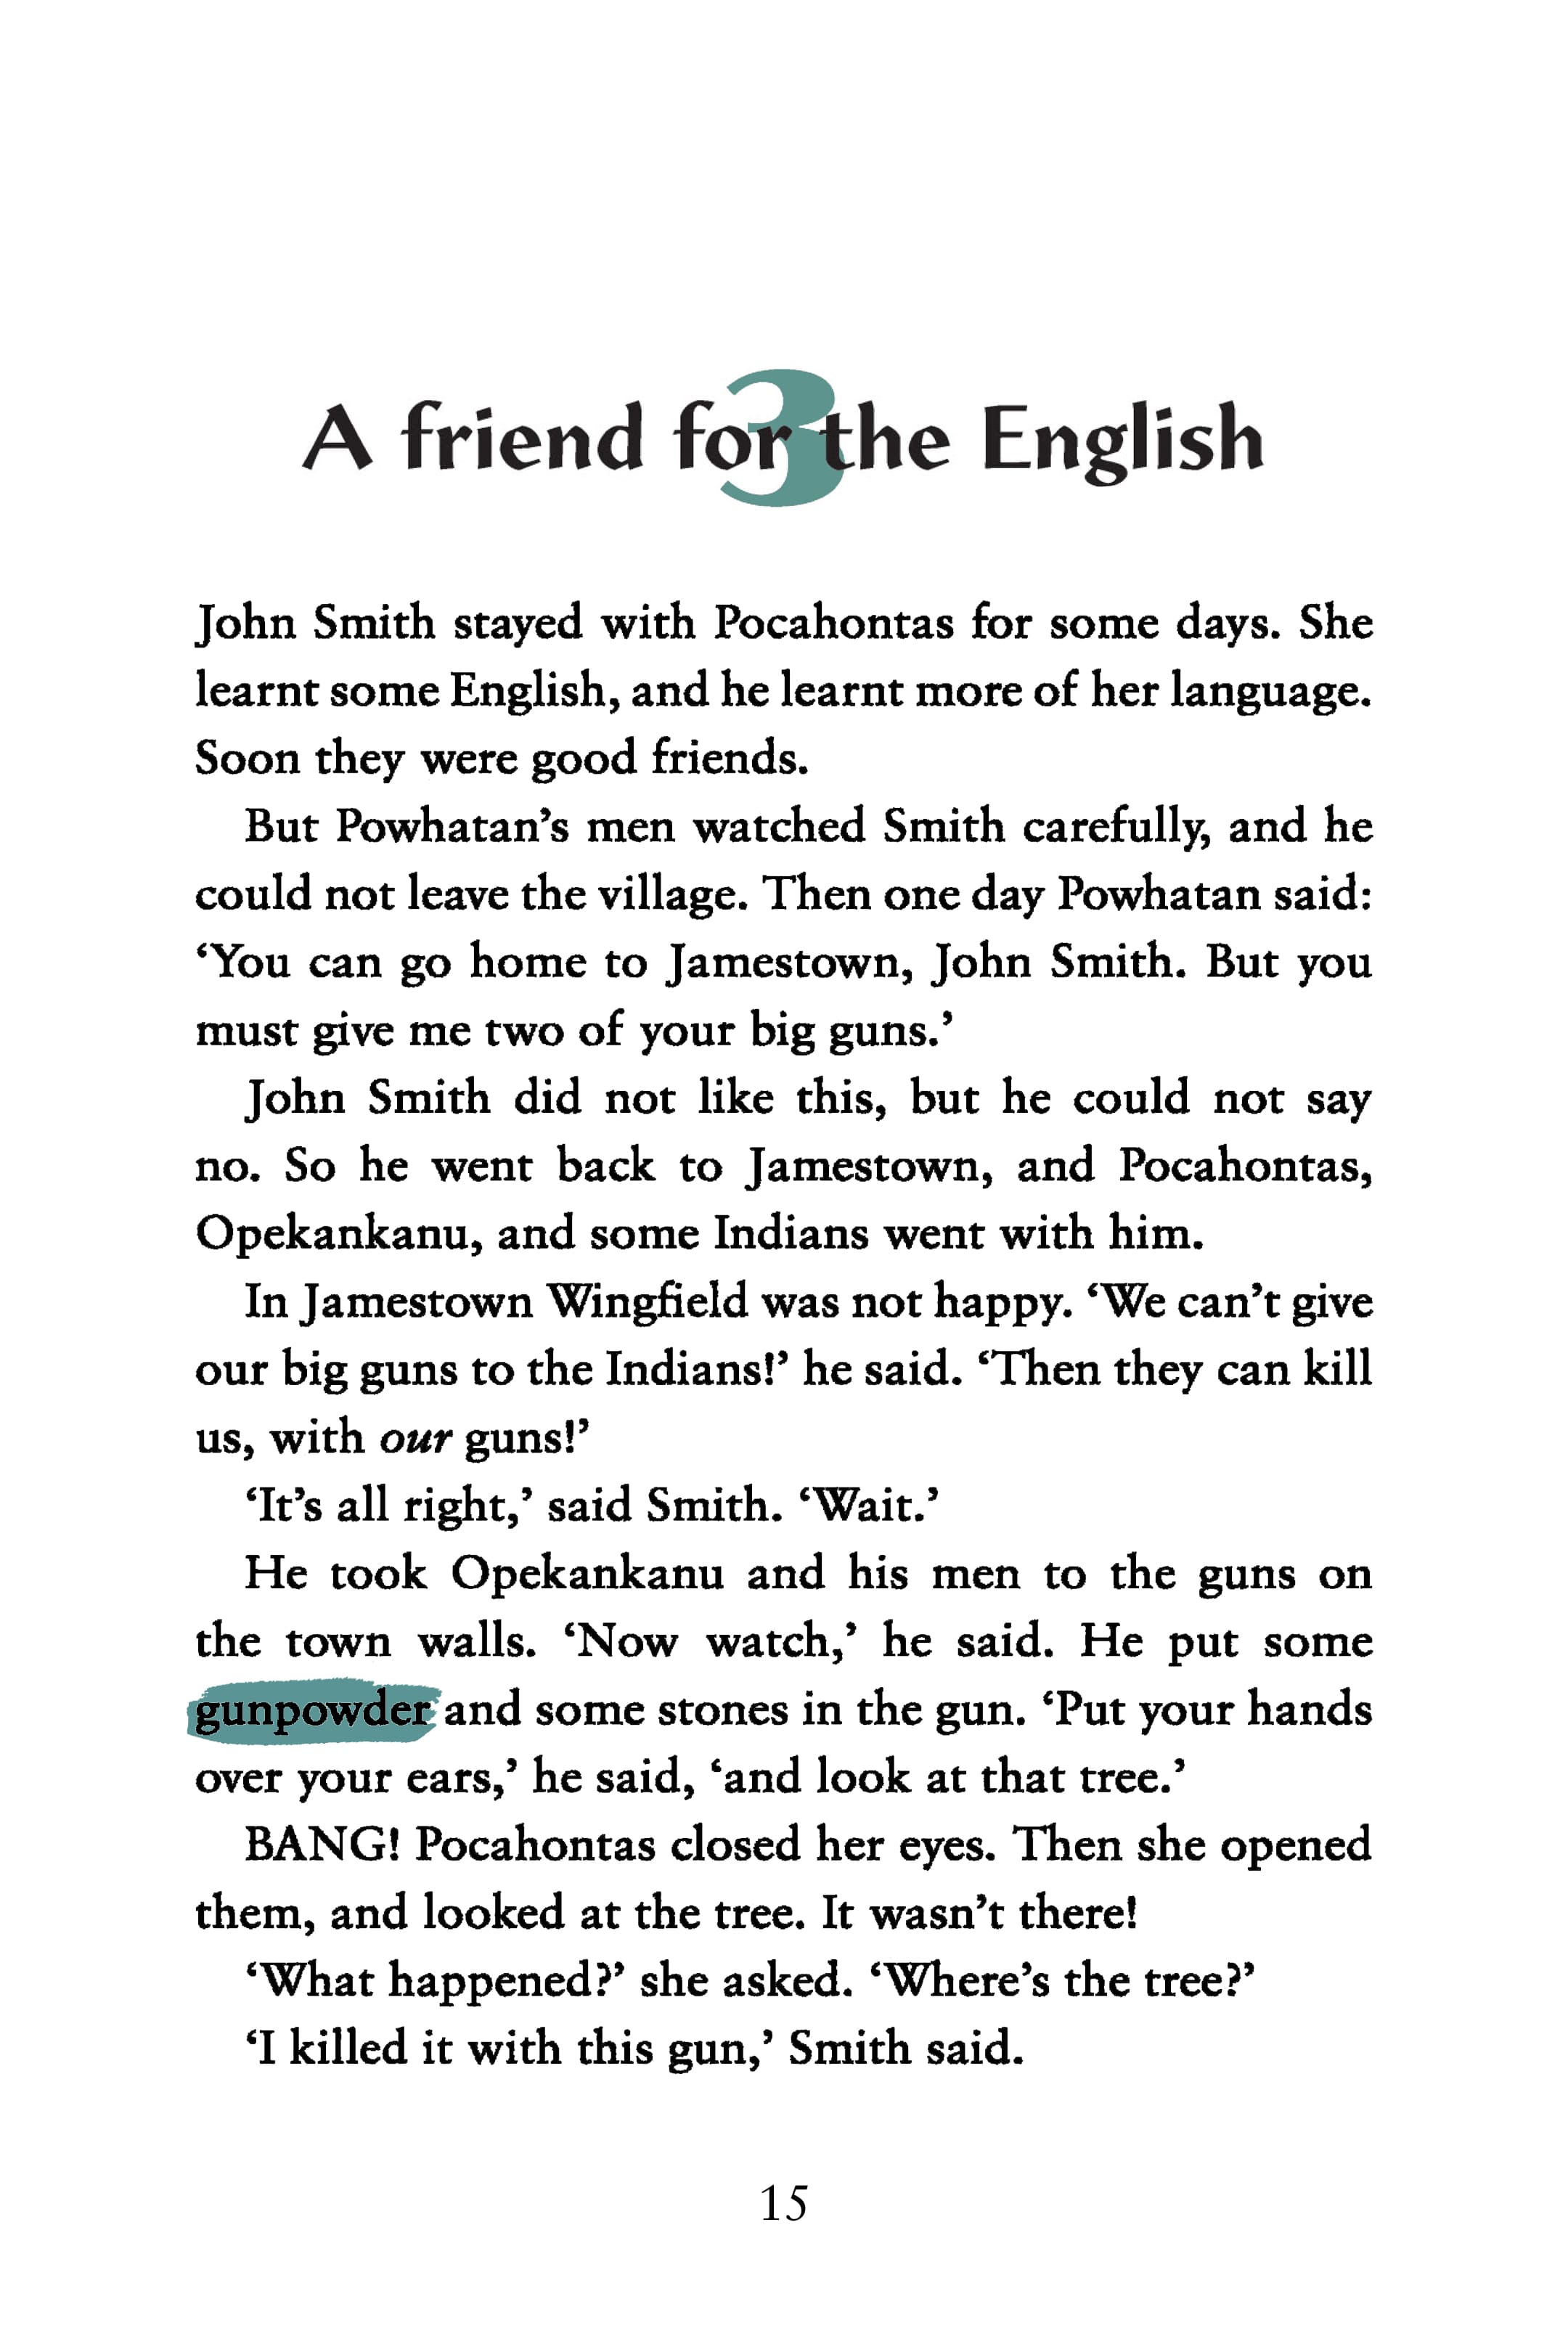 3
A friend for the English
John Smith stayed with Pocahontas for some days. She
learnt some English, and he learnt more of her language.
Soon they were good friends.
But Powhatan’s men watched Smith carefully, and he
could not leave the village. Then one day Powhatan said:
‘You can go home to Jamestown, John Smith. But you
must give me two of your big guns.’
John Smith did not like this, but he could not say
no. So he went back to Jamestown, and Pocahontas,
Opekankanu, and some Indians went with him.
In Jamestown Wingfield was not happy. ‘We can’t give
our big guns to the Indians!’ he said. ‘Then they can kill
us, with our guns!’
‘It’s all right,’ said Smith. ‘Wait.’
He took Opekankanu and his men to the guns on
the town walls. ‘Now watch,’ he said. He put some
gunpowder and some stones in the gun. ‘Put your hands
over your ears,’ he said, ‘and look at that tree.’
BANG! Pocahontas closed her eyes. Then she opened
them, and looked at the tree. It wasn’t there!
‘What happened?’ she asked. ‘Where’s the tree?’
‘I killed it with this gun,’ Smith said.
15